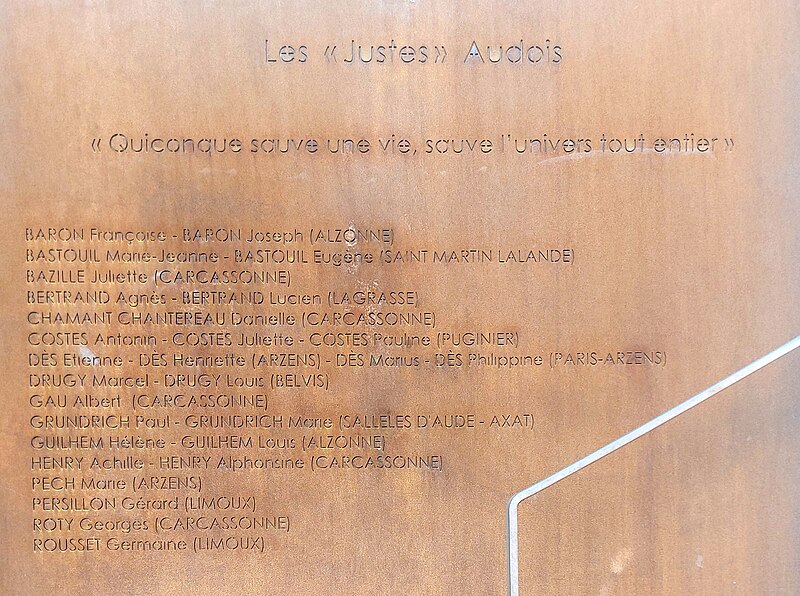 Les «Justes» Audois
« Quiconque sauve une vie, sauve l'univers tout entier »
BARON Françoise - BARON Joseph (ALZONNE)
BASTOUIL Marie-Jeanne - BASTOUIL Eugène (SAINT MARTIN LALANDE)
BAZILLE Juliette (CARCASSONNE)
BERTRAND Agnès - BERTRAND Lucien (LAGRASSE)
CHAMANT CHANTEREAU Danielle (CARCASSONNE)
COSTES Antonin - COSTES Juliette - COSTES Pauline (PUGINIER)
DÈS Etienne - DÈS Henriette (ARZENS) - DÈS Marius - DÈS Philippine (PARIS-ARZENS)
DRUGY Marcel - DRUGY Louis (BELVIS)
GAU Albert (CARCASSONNE)
GRUNDRICH Paul - GRUNDRICH Marie (SALLELES D'AUDE - AXAT)
GUILHEM Hélène - GUILHEM Louis (ALZONNE)
HENRY Achille - HENRY Alphonsine (CARCASSONNE)
PECH Marie (ARZENS)
PERSILLON Gérard (LIMOUX)
ROTY Georges (CARCASSONNE)
ROUSSET Germaine (LIMOUX)